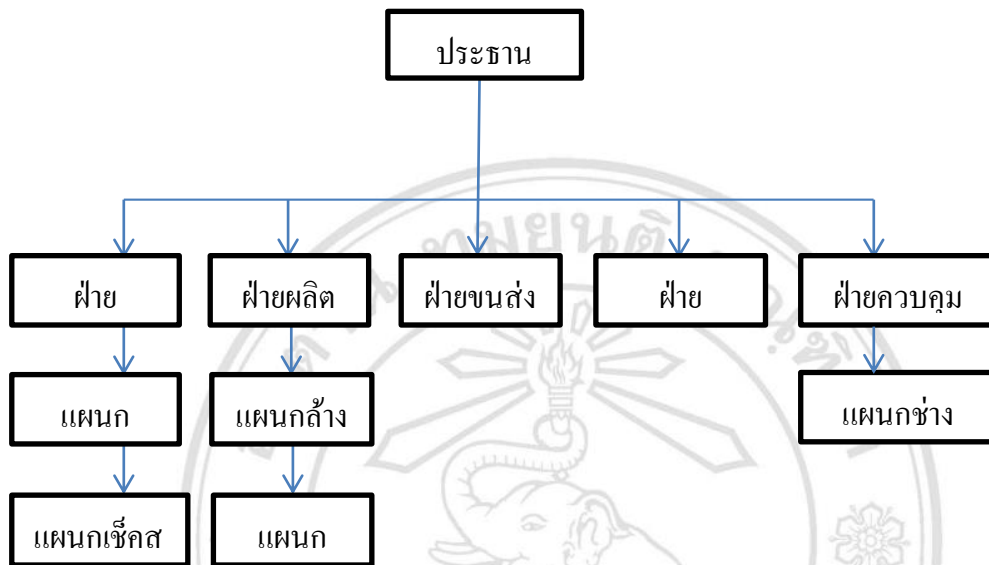 ประธาน
ฝ่าย
ฝ่ายผลิต
ฝ่ายขนส่ง
ฝ่าย
ฝ่ายควบคุม
แผนก
แผนกล้าง
แผนกช่าง
แผนกเช็คส
แผนก